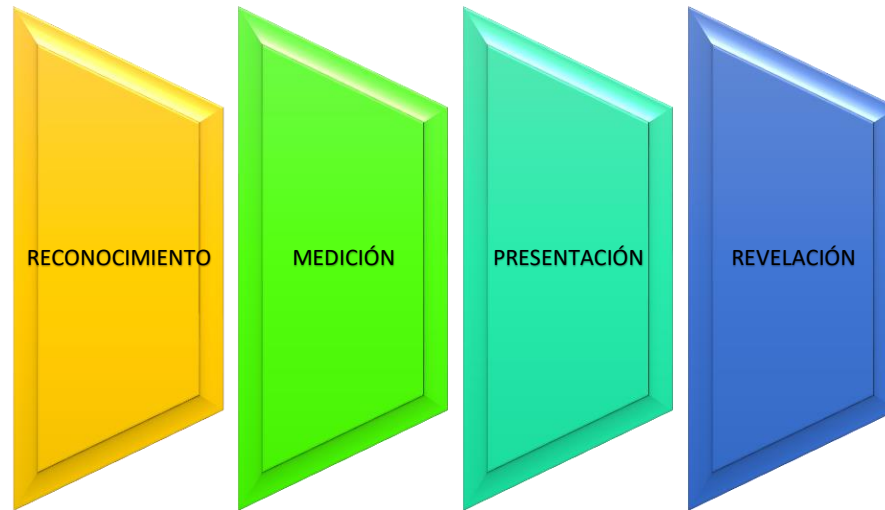 RECONOCIMIENTO
MEDICIÓN
PRESENTACIÓN
REVELACIÓN